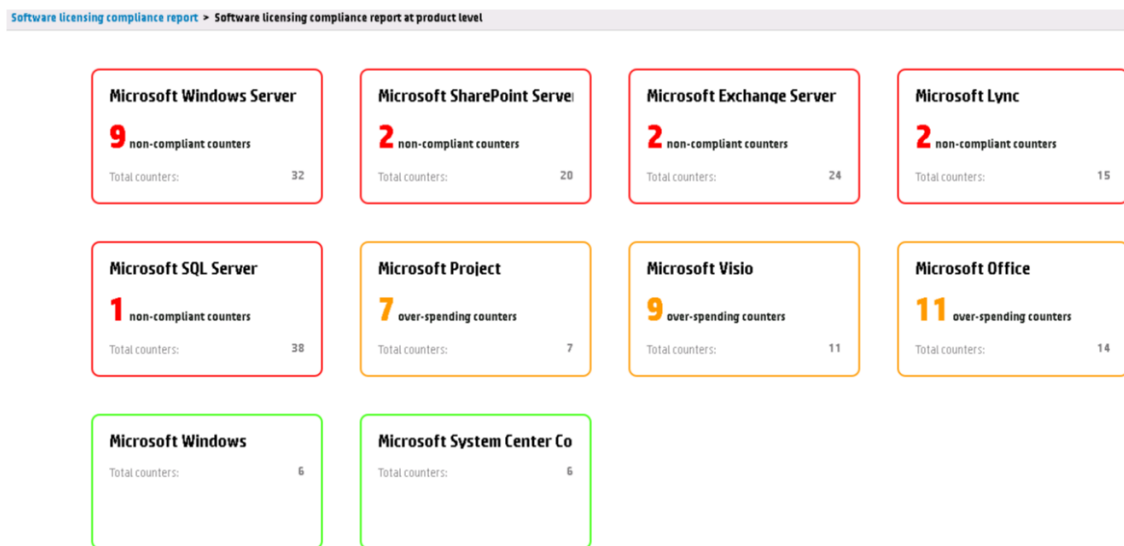 Software licensing compliance report > Software licensing compliance report at product level
Microsoft Windows Server
9 non-compliant counters
Total counters: 32
Microsoft SharePoint Serve
2 non-compliant counters
Total counters: 20
Microsoft Exchange Server
2 non-compliant counters
Total counters: 24
Microsoft Lync
2 non-compliant counters
Total counters: 15
Microsoft SQL Server
1 non-compliant counters
Total counters: 38
Microsoft Project
7 over-spending counters
Total counters: 7
Microsoft Visio
9 over-spending counters
Total counters: 11
Microsoft Office
11 over-spending counters
Total counters: 14
Microsoft Windows
Total counters: 6
Microsoft System Center Co
Total counters: 6